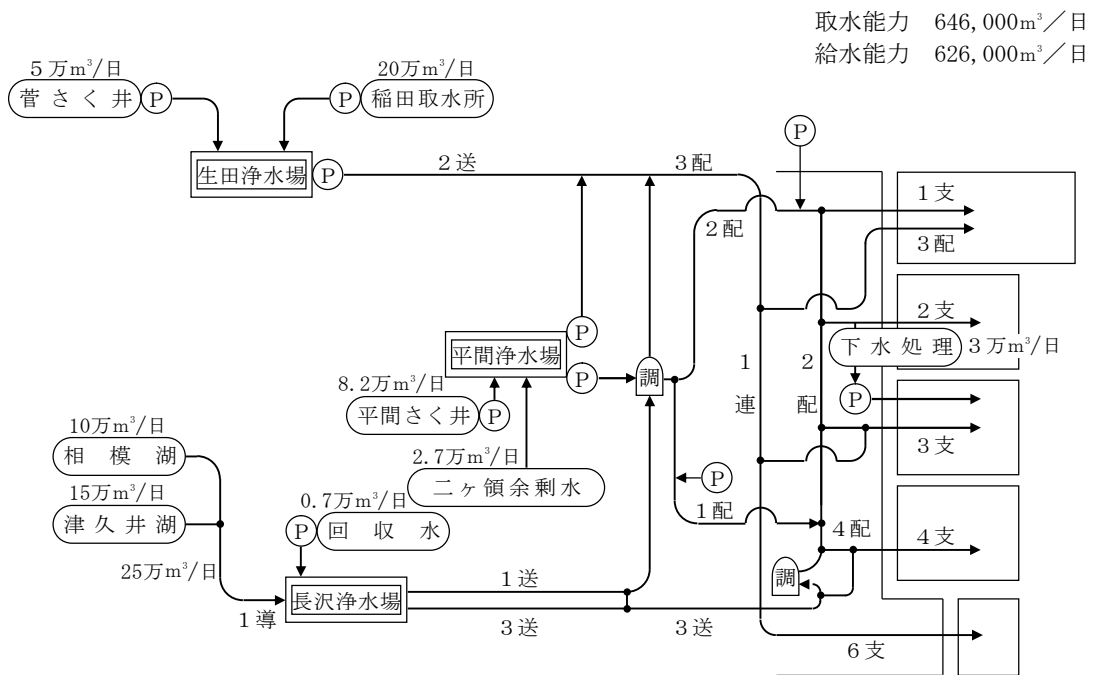 取水能力 646,000m³／日
給水能力 626,000m³／日
5万m³/日
菅さく井
P
20万m³/日
P
稲田取水所
P
生田浄水場
P
2送
3配
1支
2配
3配
2支
平間浄水場
P
P
調
下水処理
3万m³/日
8.2万m³/日
平間さく井
P
1連
2配
P
3支
10万m³/日
相模湖
2.7万m³/日
二ヶ領余剰水
P
15万m³/日
津久井湖
0.7万m³/日
P
回収水
1配
4配
4支
25万m³/日
1送
調
長沢浄水場
1導
3送
3送
6支